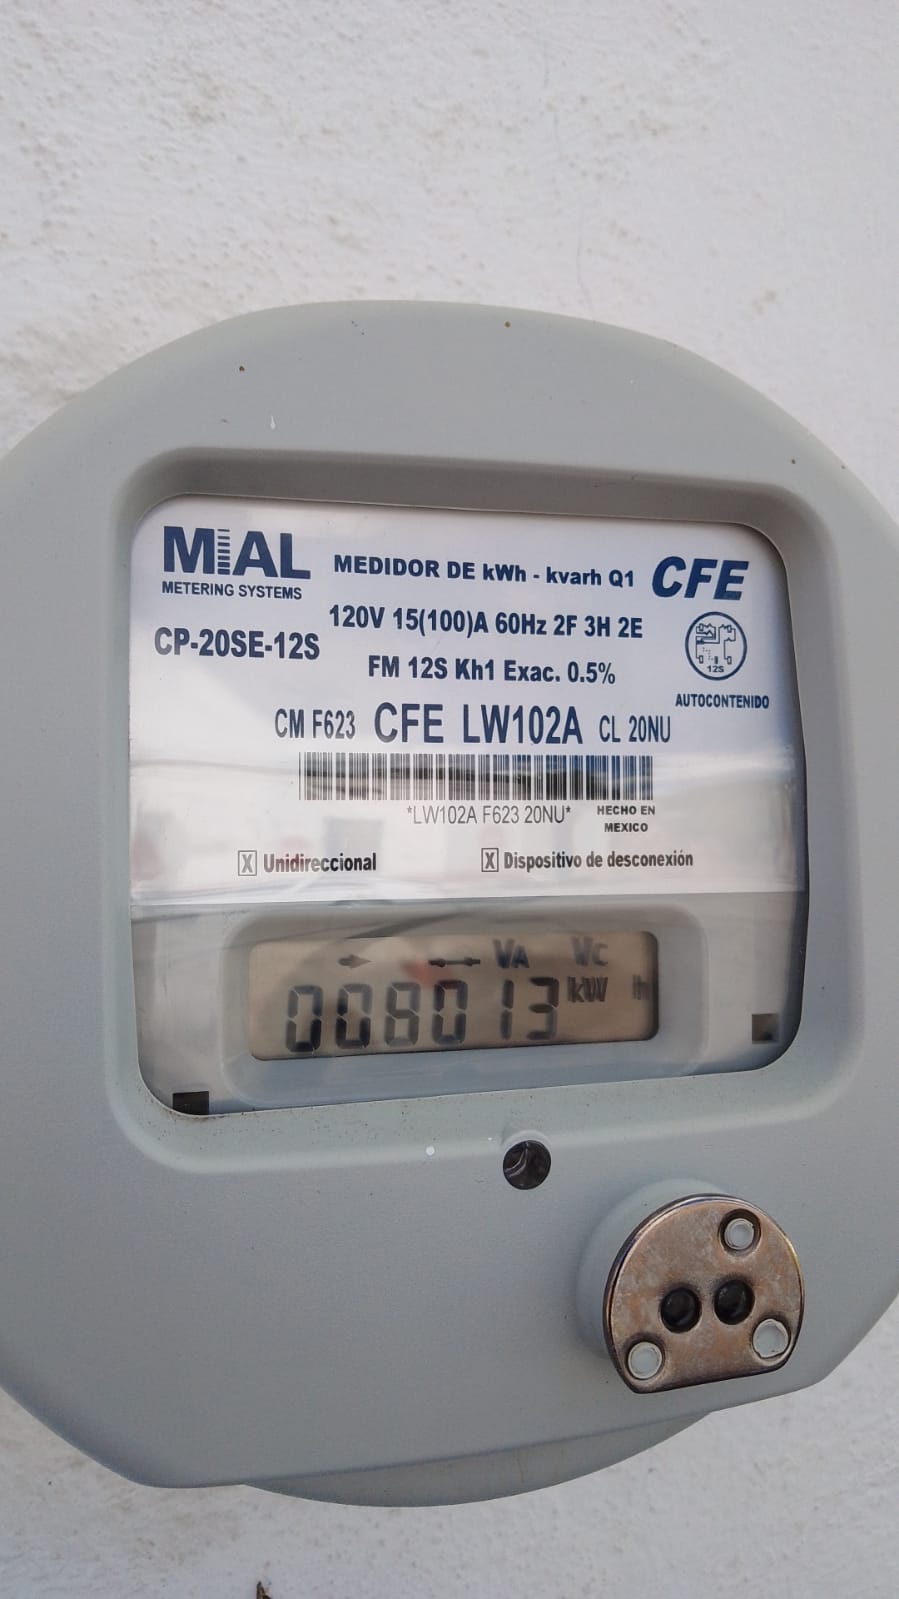 MIAL
METERING SYSTEMS
MEDIDOR DE kWh - kvarh Q1
CFE
120V 15(100)A 60Hz 2F 3H 2E
CP-20SE-12S
FM 12S Kh1 Exac. 0.5%
12S
AUTOCONTENIDO
CM F623 CFE LW102A CL 20NU
*LW102A F623 20NU*
HECHO EN
MEXICO
X Unidireccional
X Dispositivo de desconexión
VA VC
008013 kW h